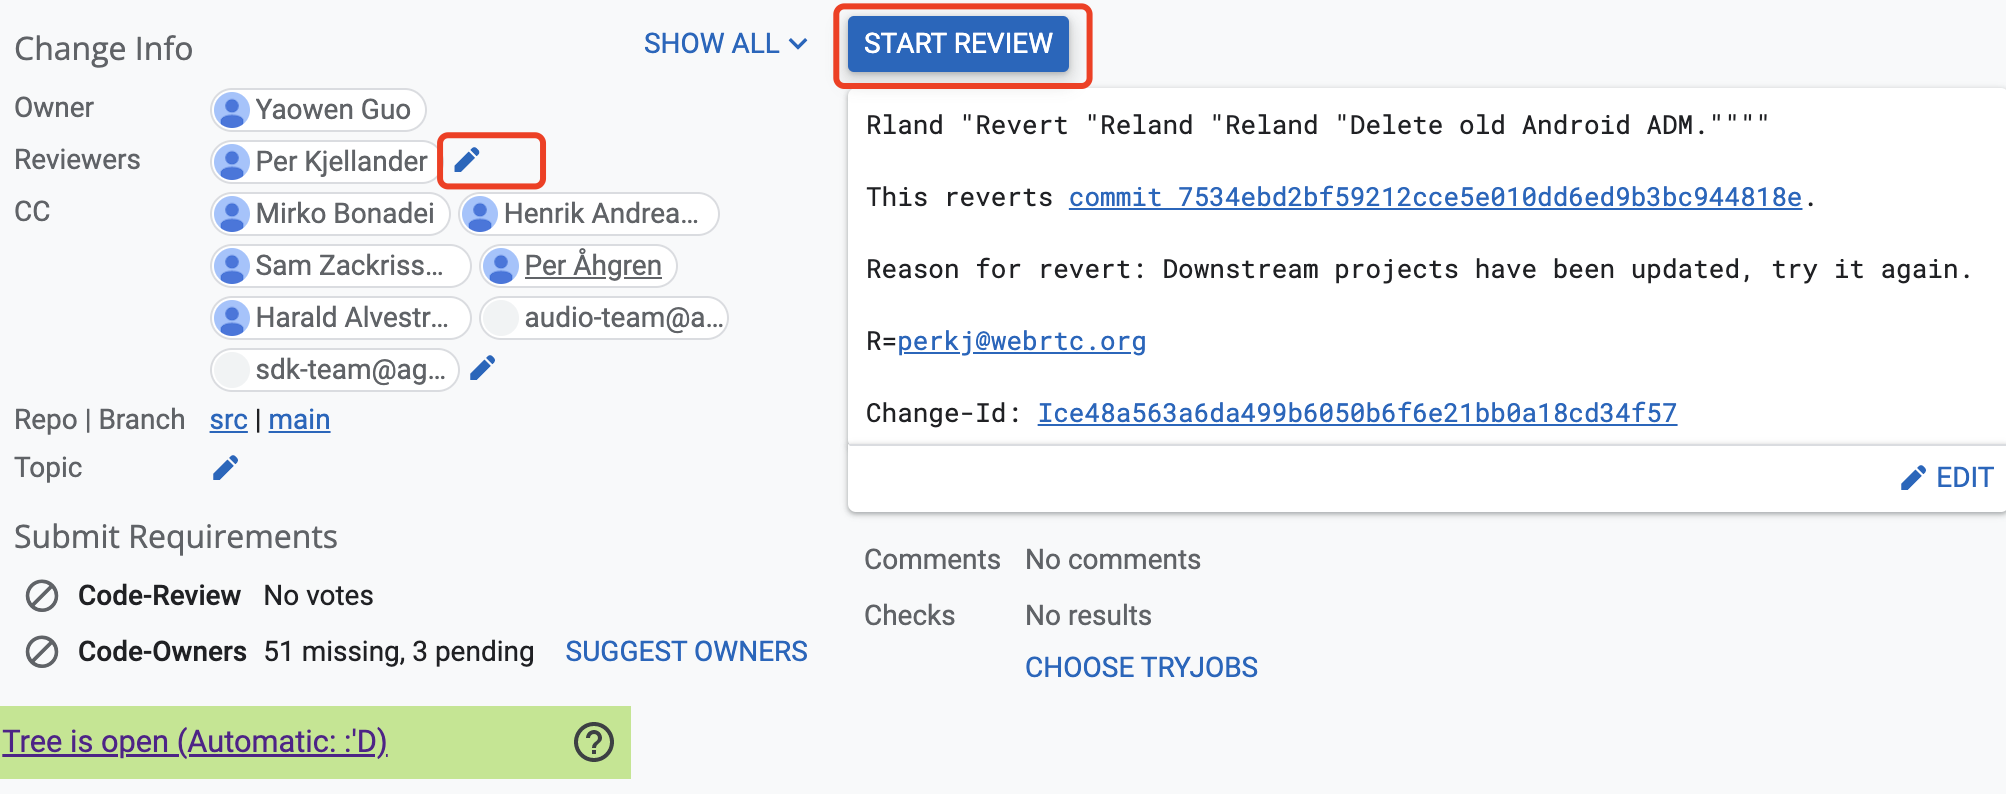 Change Info
SHOW ALL
Owner
Yaowen Guo
Reviewers
Per Kjellander
CC
Mirko Bonadei
Henrik Andrea...
Sam Zackriss...
Per Åhgren
Harald Alvestr...
audio-team@a...
sdk-team@ag...
Repo | Branch
src | main
Topic
Submit Requirements
Code-Review No votes
Code-Owners 51 missing, 3 pending SUGGEST OWNERS
Tree is open (Automatic: :'D)
?
START REVIEW
Rland "Revert "Reland "Reland "Delete old Android ADM.""""
This reverts commit 7534ebd2bf59212cce5e010dd6ed9b3bc944818e.
Reason for revert: Downstream projects have been updated, try it again.
R=perkj@webrtc.org
Change-Id: Ice48a563a6da499b6050b6f6e21bb0a18cd34f57
EDIT
Comments No comments
Checks No results
CHOOSE TRYJOBS